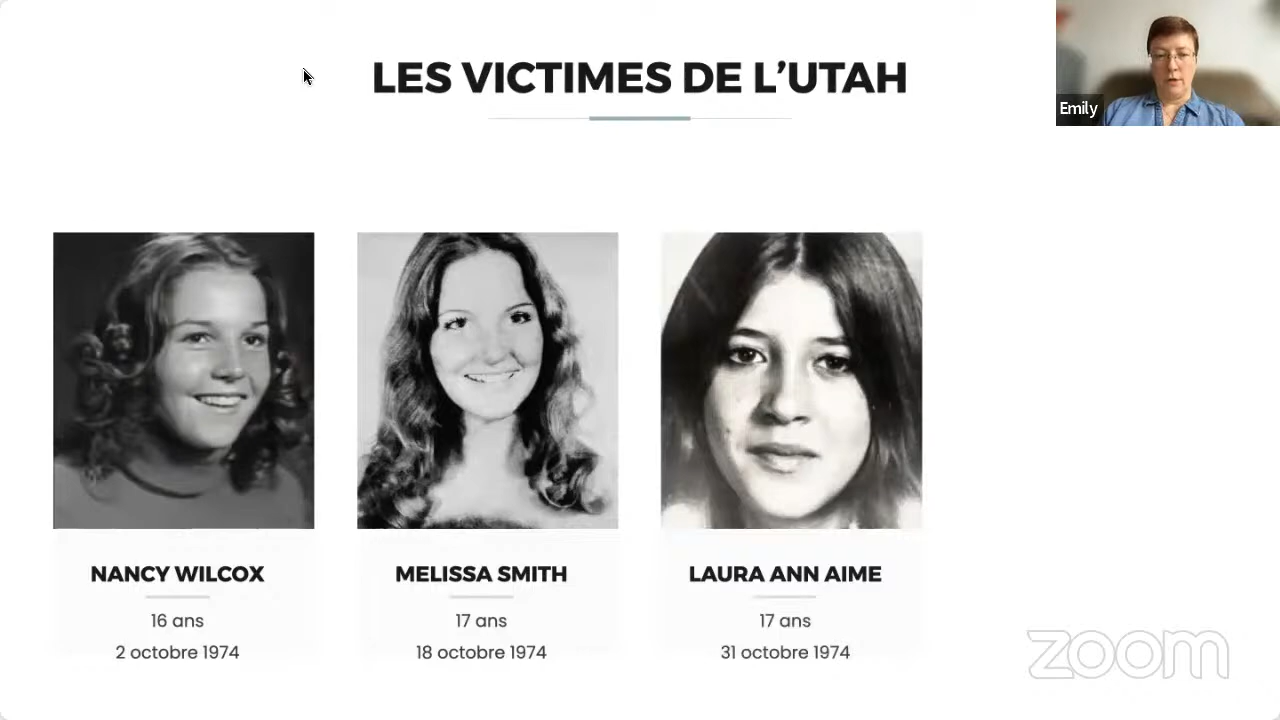 LES VICTIMES DE L’UTAH
Emily
NANCY WILCOX
16 ans
2 octobre 1974
MELISSA SMITH
17 ans
18 octobre 1974
LAURA ANN AIME
17 ans
31 octobre 1974
zoom